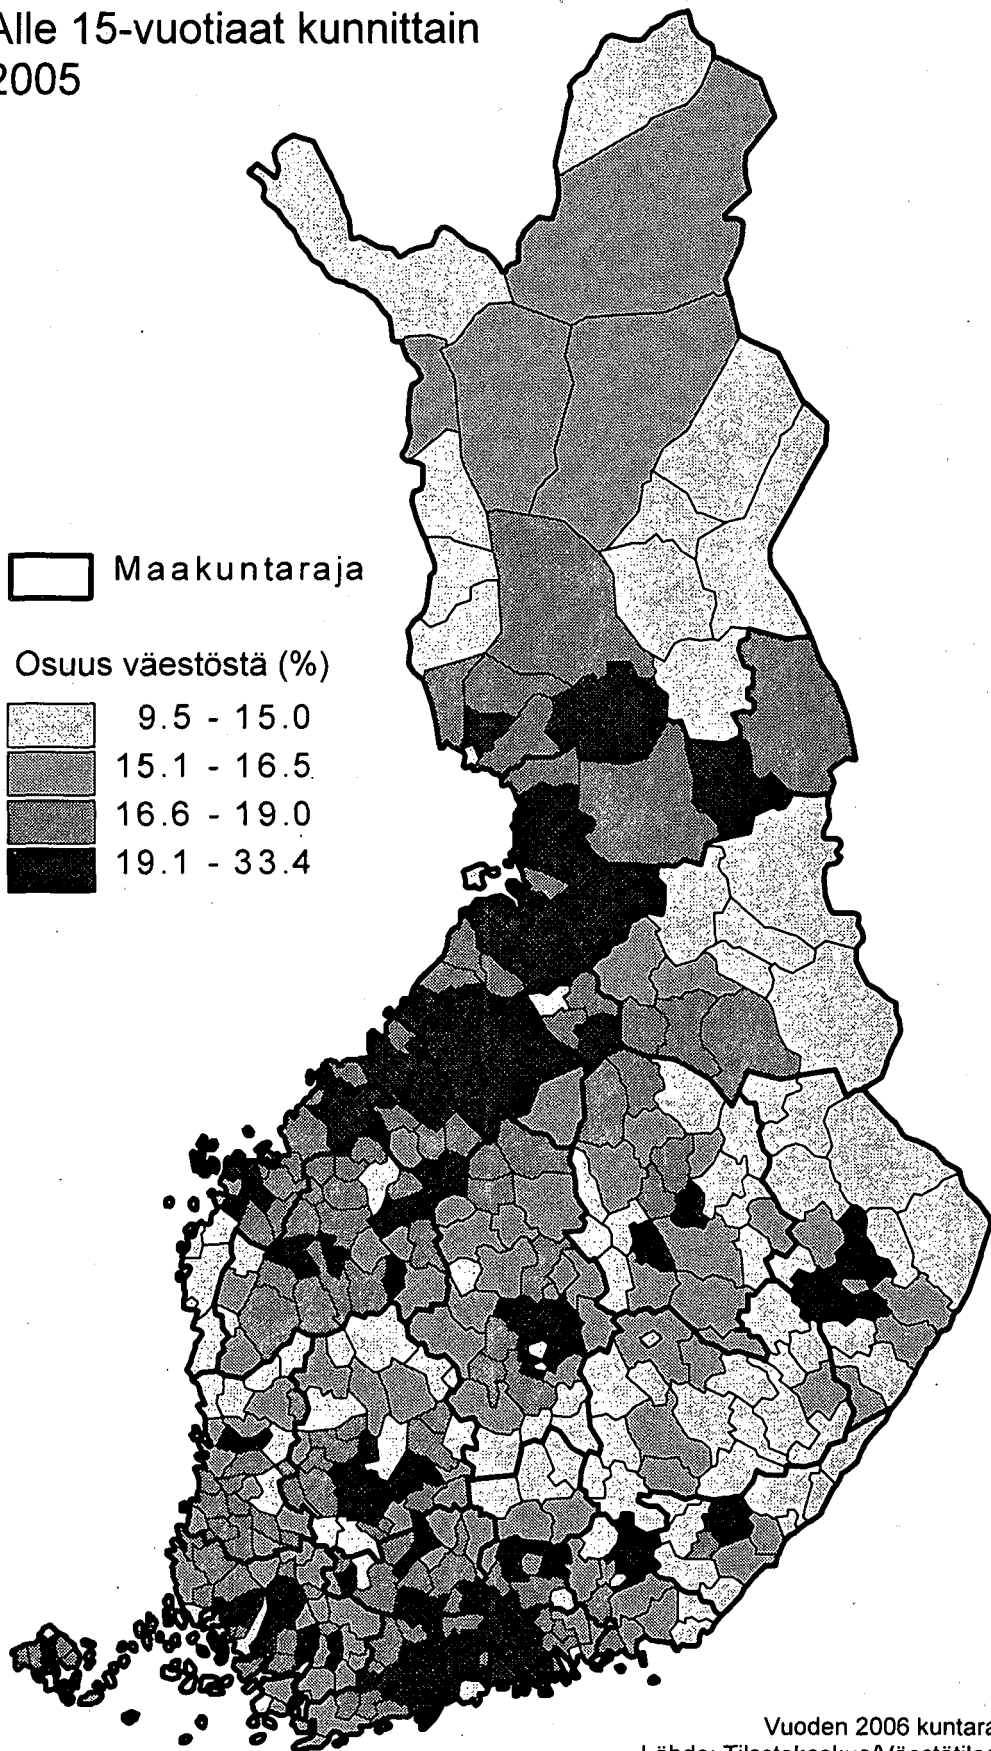 Alle 15-vuotiaat kunnittain
2005
Maakuntaraja
Osuus väestöstä (%)
9.5 - 15.0
15.1 - 16.5
16.6 - 19.0
19.1 - 33.4
Vuoden 2006 kuntara
Lähde: